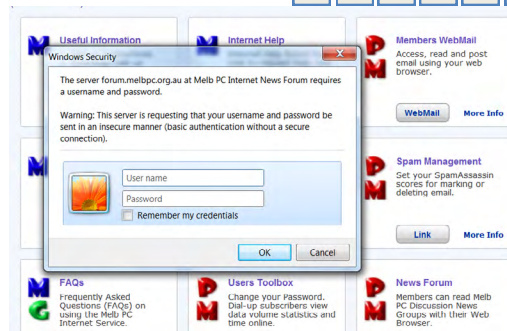 Useful Information
Internet Help
Members WebMail
Access, read and post
email using your web
browser.
WebMail
More Info
Windows Security
The server forum.melbpc.org.au at Melb PC Internet News Forum requires
a username and password.
Warning: This server is requesting that your username and password be
sent in an insecure manner (basic authentication without a secure
connection).
User name
Password
Remember my credentials
OK
Cancel
Spam Management
Set your SpamAssassin
scores for marking or
deleting email.
Link
More Info
FAQs
Frequently Asked
Questions (FAQs) on
using the Melb PC
Internet Service.
Users Toolbox
Change your Password.
Dial-up subscribers view
data volume statistics and
time online.
News Forum
Members can read Melb
PC Discussion News
Groups with their Web
Browser.